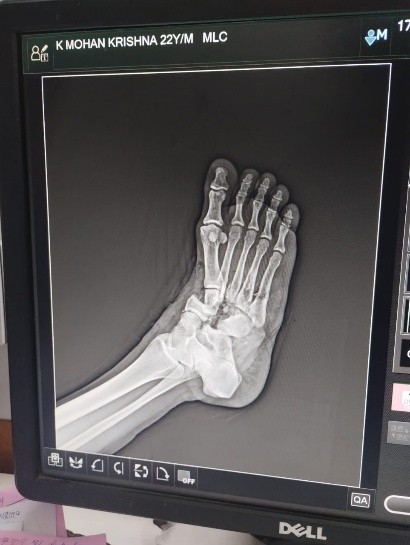 K MOHAN KRISHNA 22Y/M MLC
M
17
OFF
QA
DELL